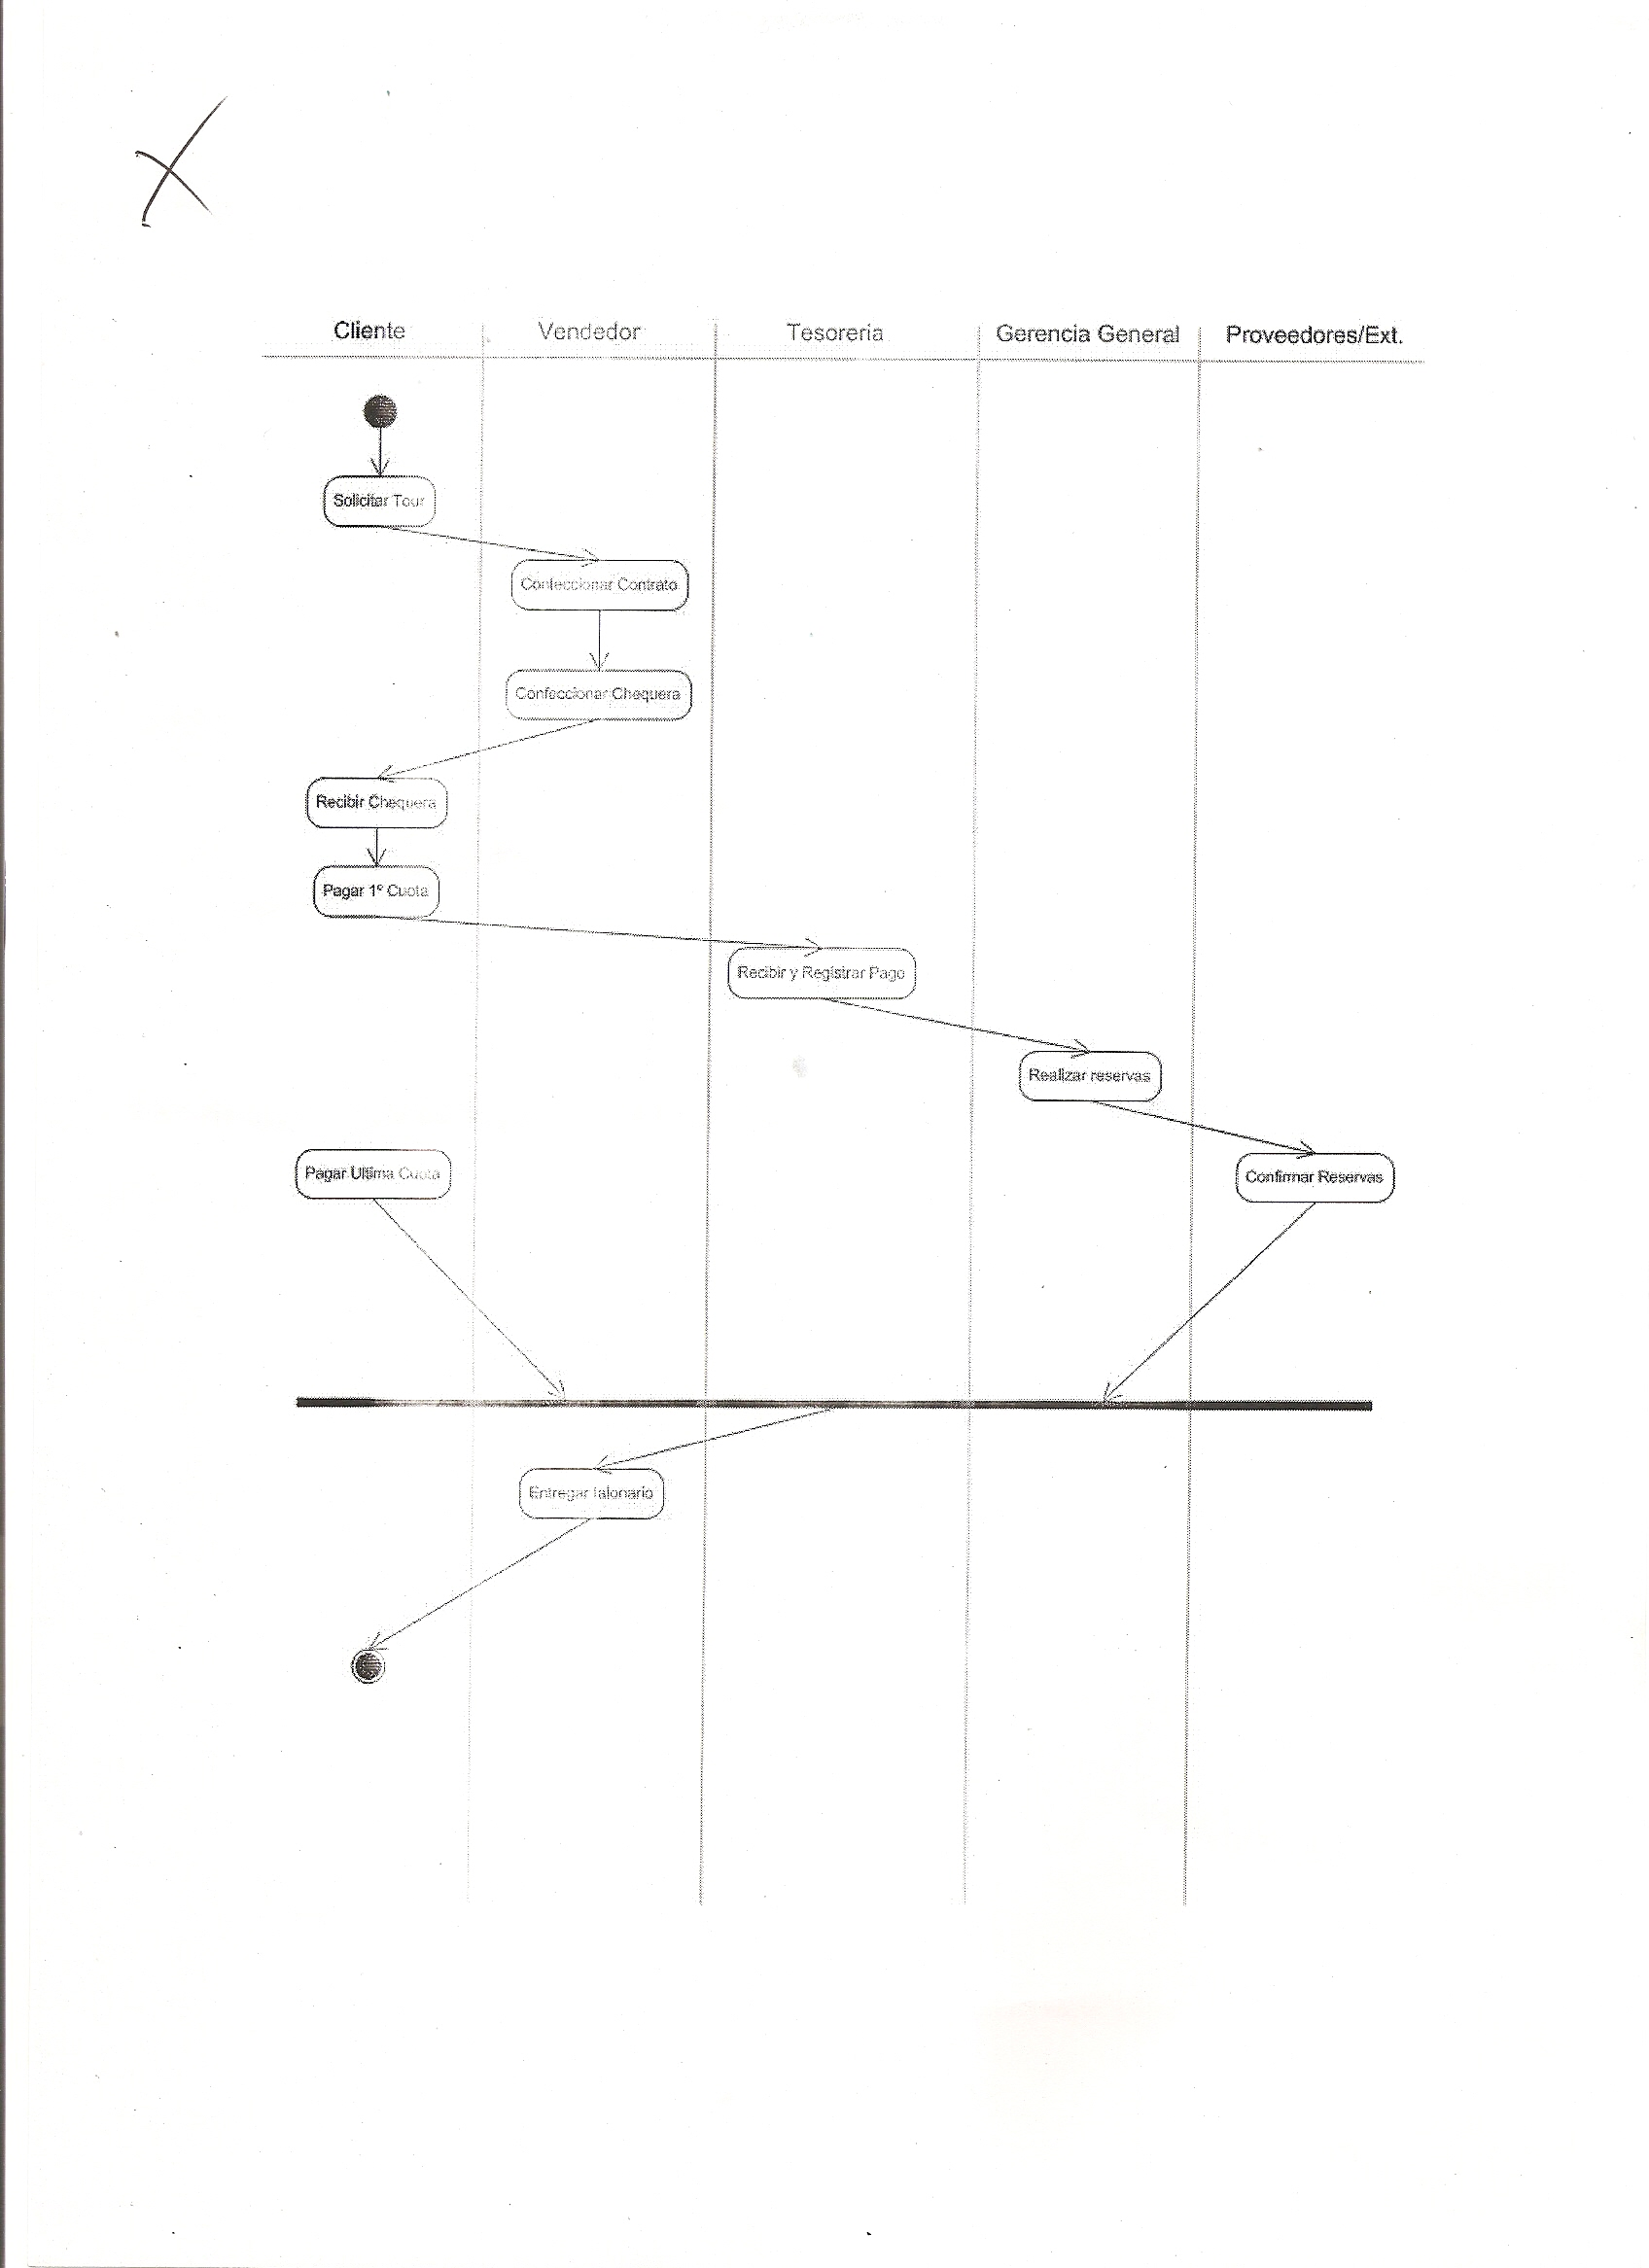 Cliente Vendedor Tesoreria Gerencia General Proveedores/Ext.
Solicitar Tour
Confeccionar Contrato
Confeccionar Chequera
Recibir Chequera
Pagar 1º Cuota
Recibir y Registrar Pago
Realizar reservas
Pagar Ultima Cuota
Confirmar Reservas
Entregar talonario